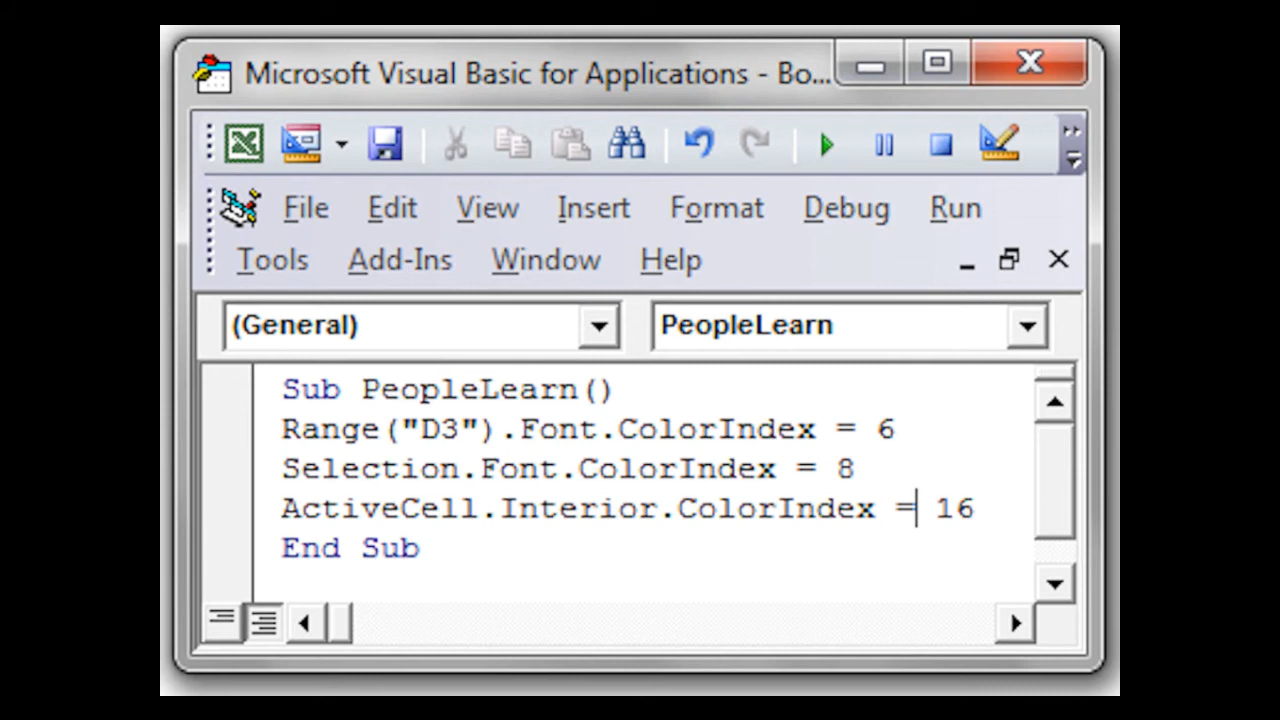 Microsoft Visual Basic for Applications - Bo...
File Edit View Insert Format Debug Run
Tools Add-Ins Window Help
(General) PeopleLearn
Sub PeopleLearn()
Range("D3").Font.ColorIndex = 6
Selection.Font.ColorIndex = 8
ActiveCell.Interior.ColorIndex = 16
End Sub